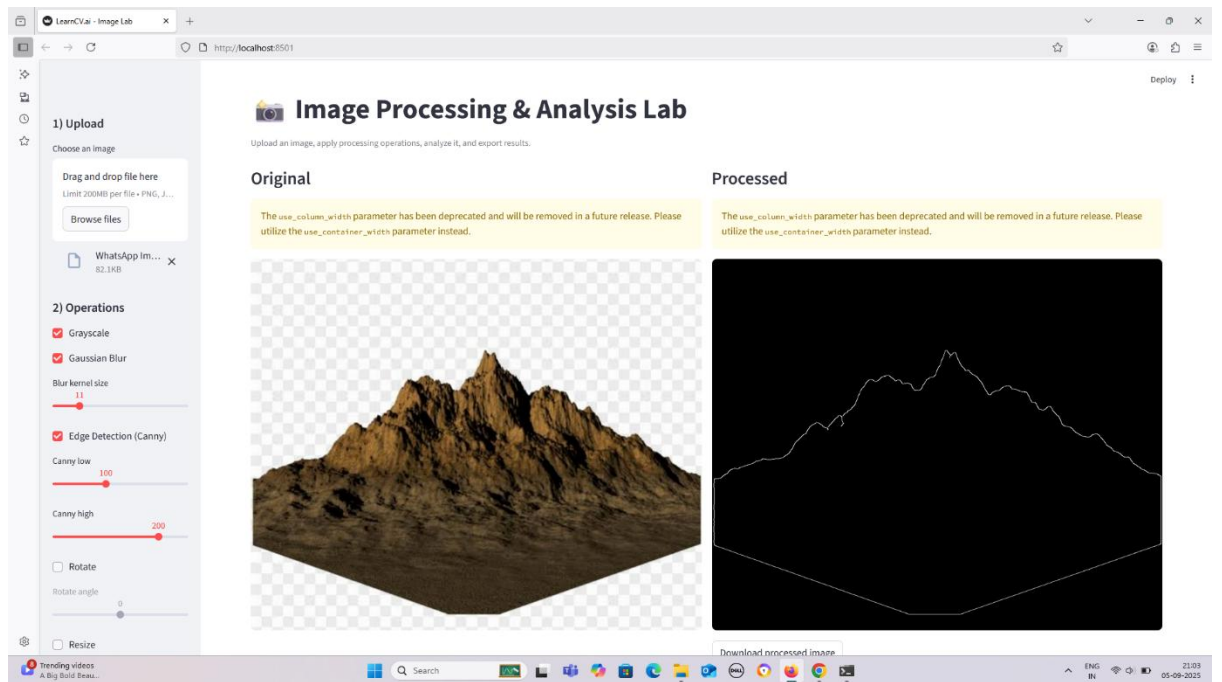 LearnCV.ai - Image Lab
http://localhost:8501
Deploy
1) Upload
Choose an image
Drag and drop file here
Limit 200MB per file • PNG, J...
Browse files
WhatsApp Im...
82.1KB
2) Operations
Grayscale
Gaussian Blur
Blur kernel size
11
Edge Detection (Canny)
Canny low
100
Canny high
200
Rotate
Rotate angle
0
Resize
Image Processing & Analysis Lab
Upload an image, apply processing operations, analyze it, and export results.
Original
The use_column_width parameter has been deprecated and will be removed in a future release. Please
utilize the use_container_width parameter instead.
Processed
The use_column_width parameter has been deprecated and will be removed in a future release. Please
utilize the use_container_width parameter instead.
Download processed image
8
Trending videos
A Big Bold Beau...
Search
DELL
ENG
IN
21:03
05-09-2025